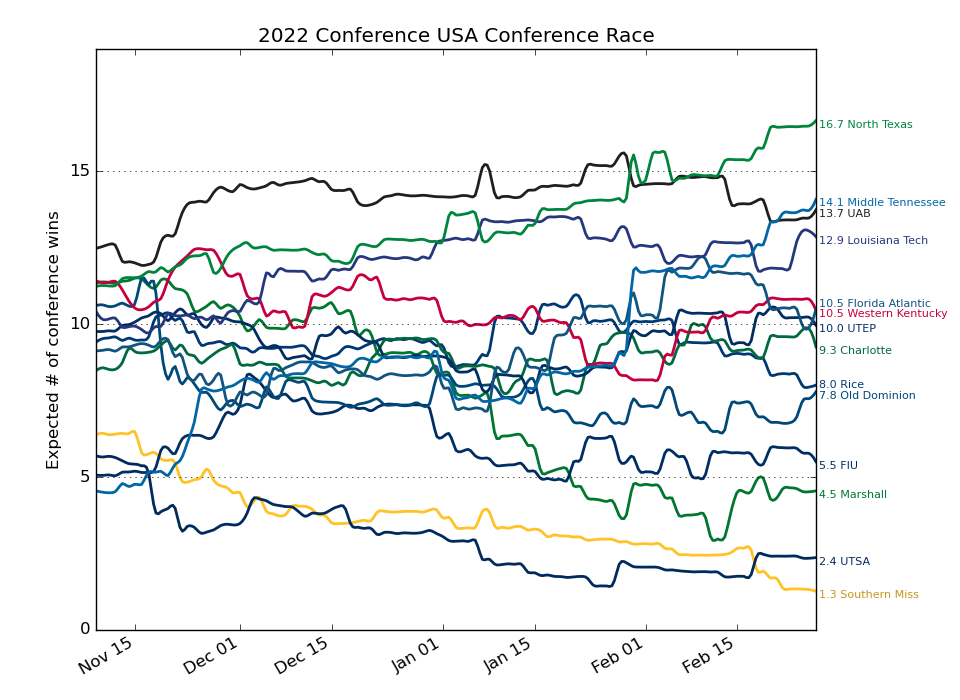 2022 Conference USA Conference Race
Expected # of conference wins
15
10
5
0
Nov 15
Dec 01
Dec 15
Jan 01
Jan 15
Feb 01
Feb 15
16.7 North Texas
14.1 Middle Tennessee
13.7 UAB
12.9 Louisiana Tech
10.5 Florida Atlantic
10.5 Western Kentucky
10.0 UTEP
9.3 Charlotte
8.0 Rice
7.8 Old Dominion
5.5 FIU
4.5 Marshall
2.4 UTSA
1.3 Southern Miss